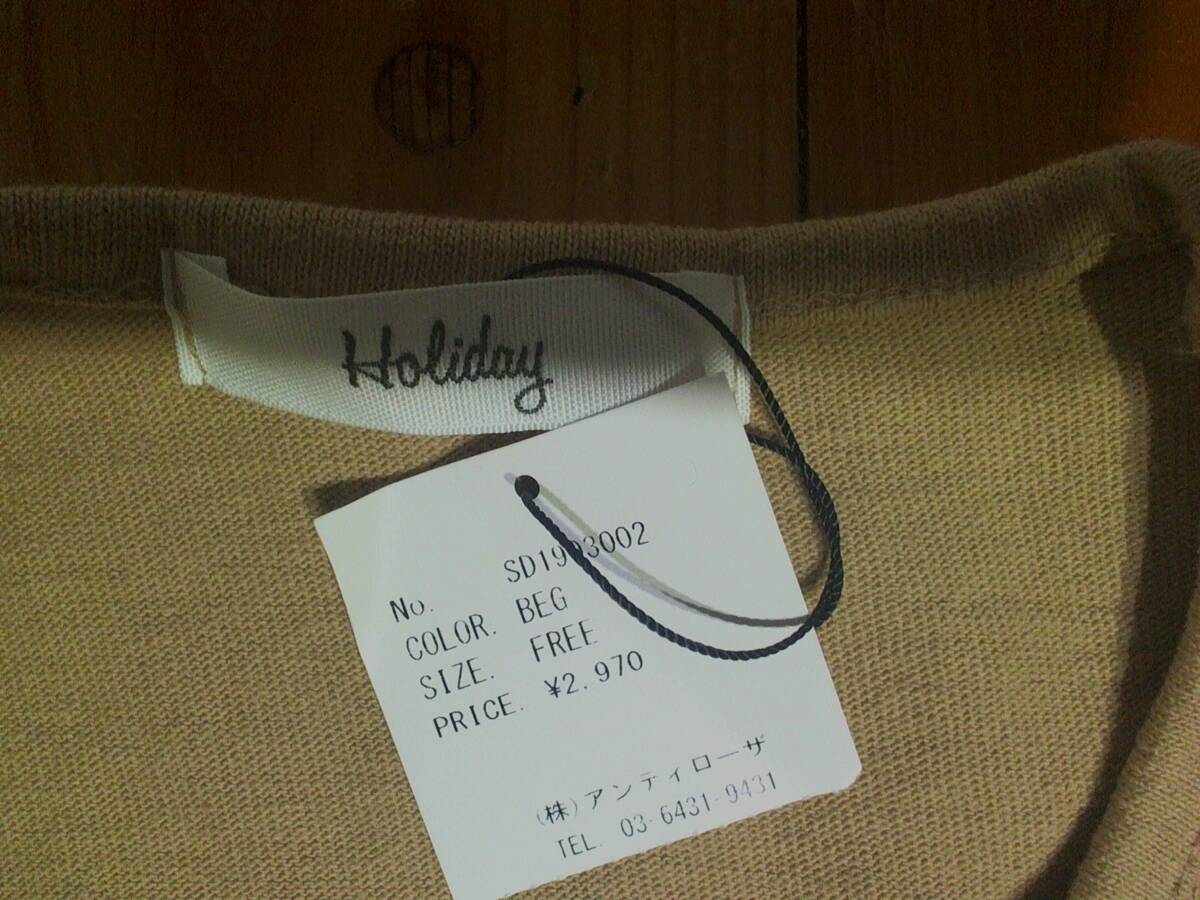 Holiday
No. SD1903002
COLOR. BEG
SIZE. FREE
PRICE. ¥2.970
(株)アンティローザ
TEL. 03-6431-9431